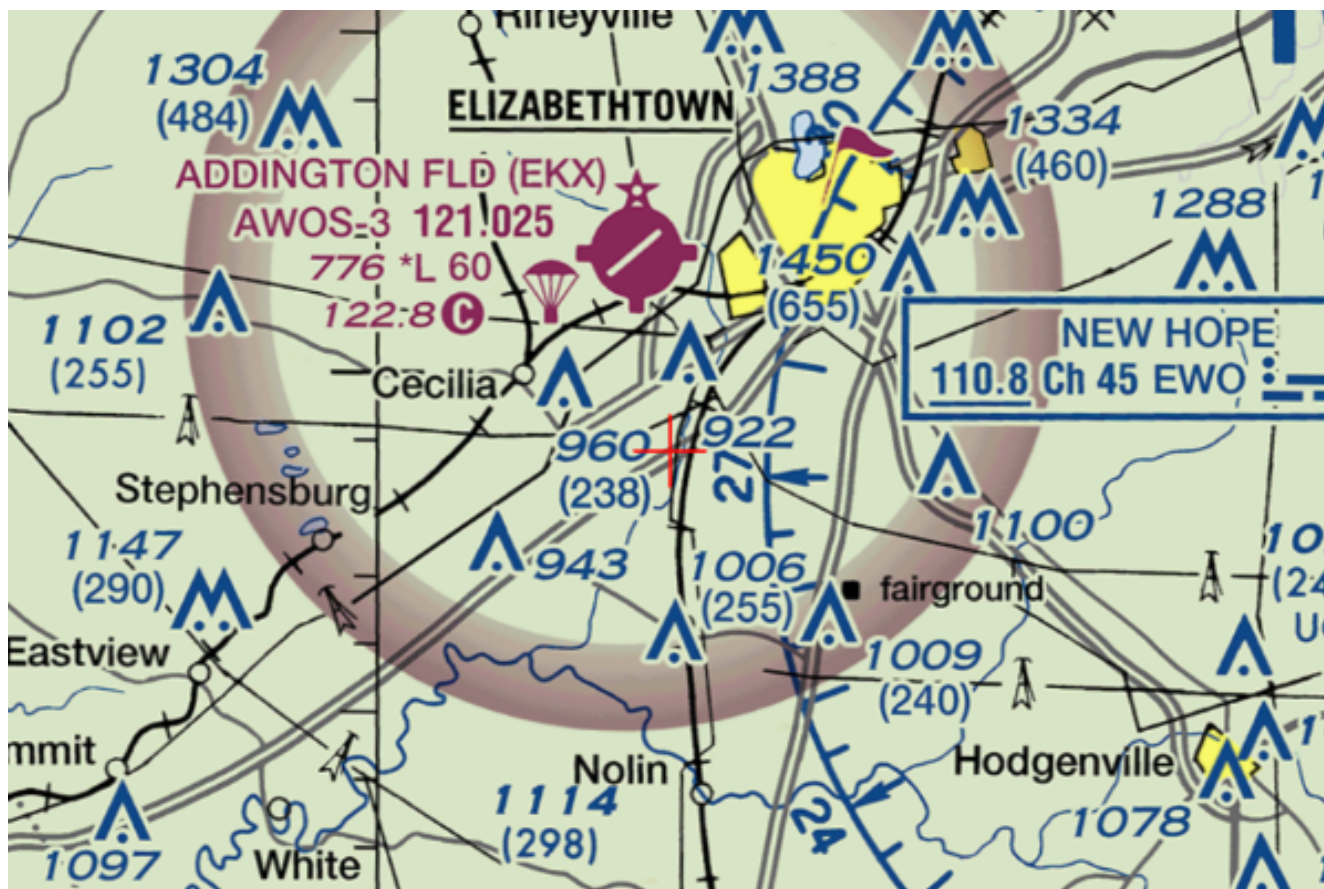 Rineyville
1304
(484)
1388
ELIZABETHTOWN
1334
(460)
ADDINGTON FLD (EKX)
AWOS-3 121.025
776 *L 60
122.8 C
1288
1450
(655)
1102
(255)
NEW HOPE
110.8 Ch 45 EWO
Cecilia
960
(238)
922
27
Stephensburg
1100
1147
(290)
943
1006
(255)
fairground
Eastview
1009
(240)
mmit
Nolin
Hodgenville
1114
(298)
24
1078
1097
White